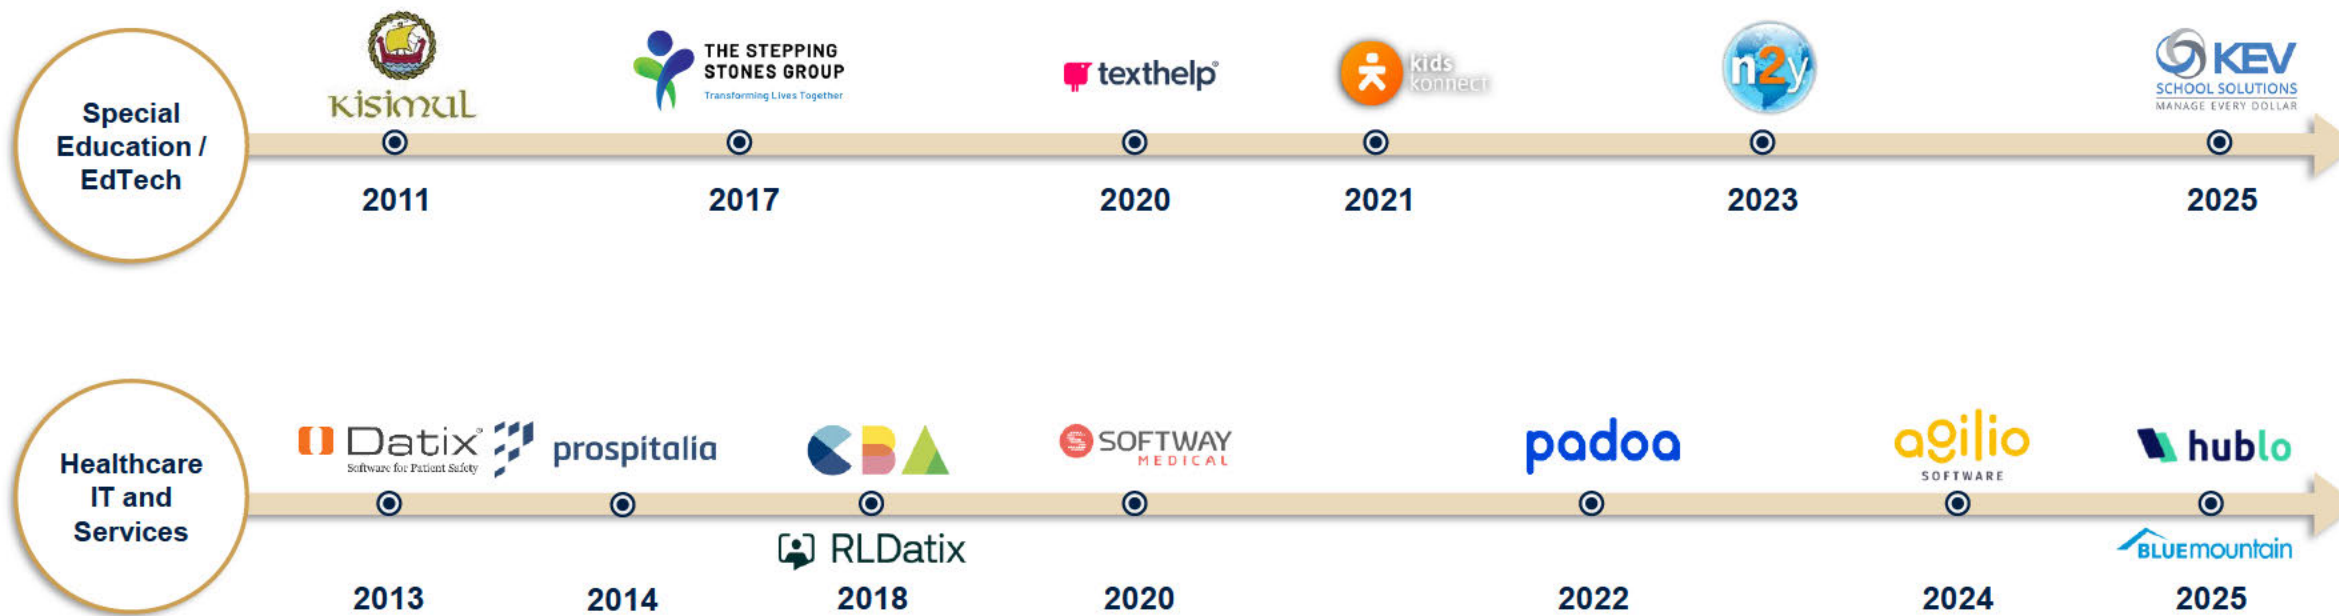 Special
Education /
EdTech
kisimul
THE STEPPING
STONES GROUP
Transforming Lives Together
texthelp®
kids
konnect
n2y
KEV
SCHOOL SOLUTIONS
MANAGE EVERY DOLLAR
2011
2017
2020
2021
2023
2025
Healthcare
IT and
Services
Datix®
Software for Patient Safety
prospitalia
CBA
SOFTWAY
MEDICAL
padoa
agilio
SOFTWARE
hublo
RLDatix
BLUEmountain
2013
2014
2018
2020
2022
2024
2025